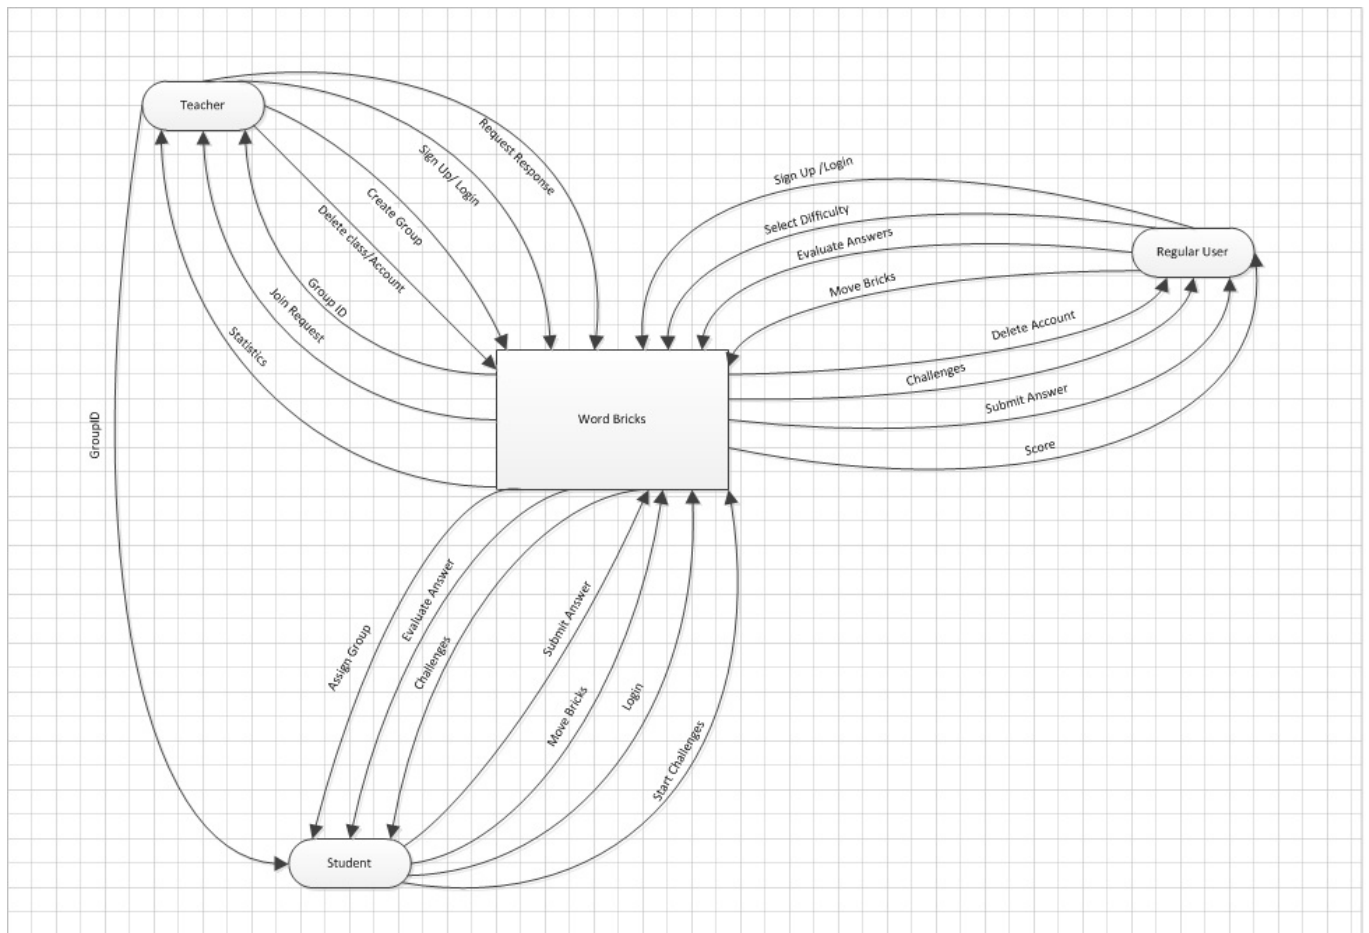 Teacher
Request Response
Sign Up/ Login
Create Group
Delete class/Account
Group ID
Join Request
Statistics
GroupID
Sign Up /Login
Select Difficulty
Evaluate Answers
Move Bricks
Regular User
Delete Account
Challenges
Submit Answer
Score
Word Bricks
Assign Group
Evaluate Answer
Challenges
Submit Answer
Move Bricks
Login
Start Challenges
Student